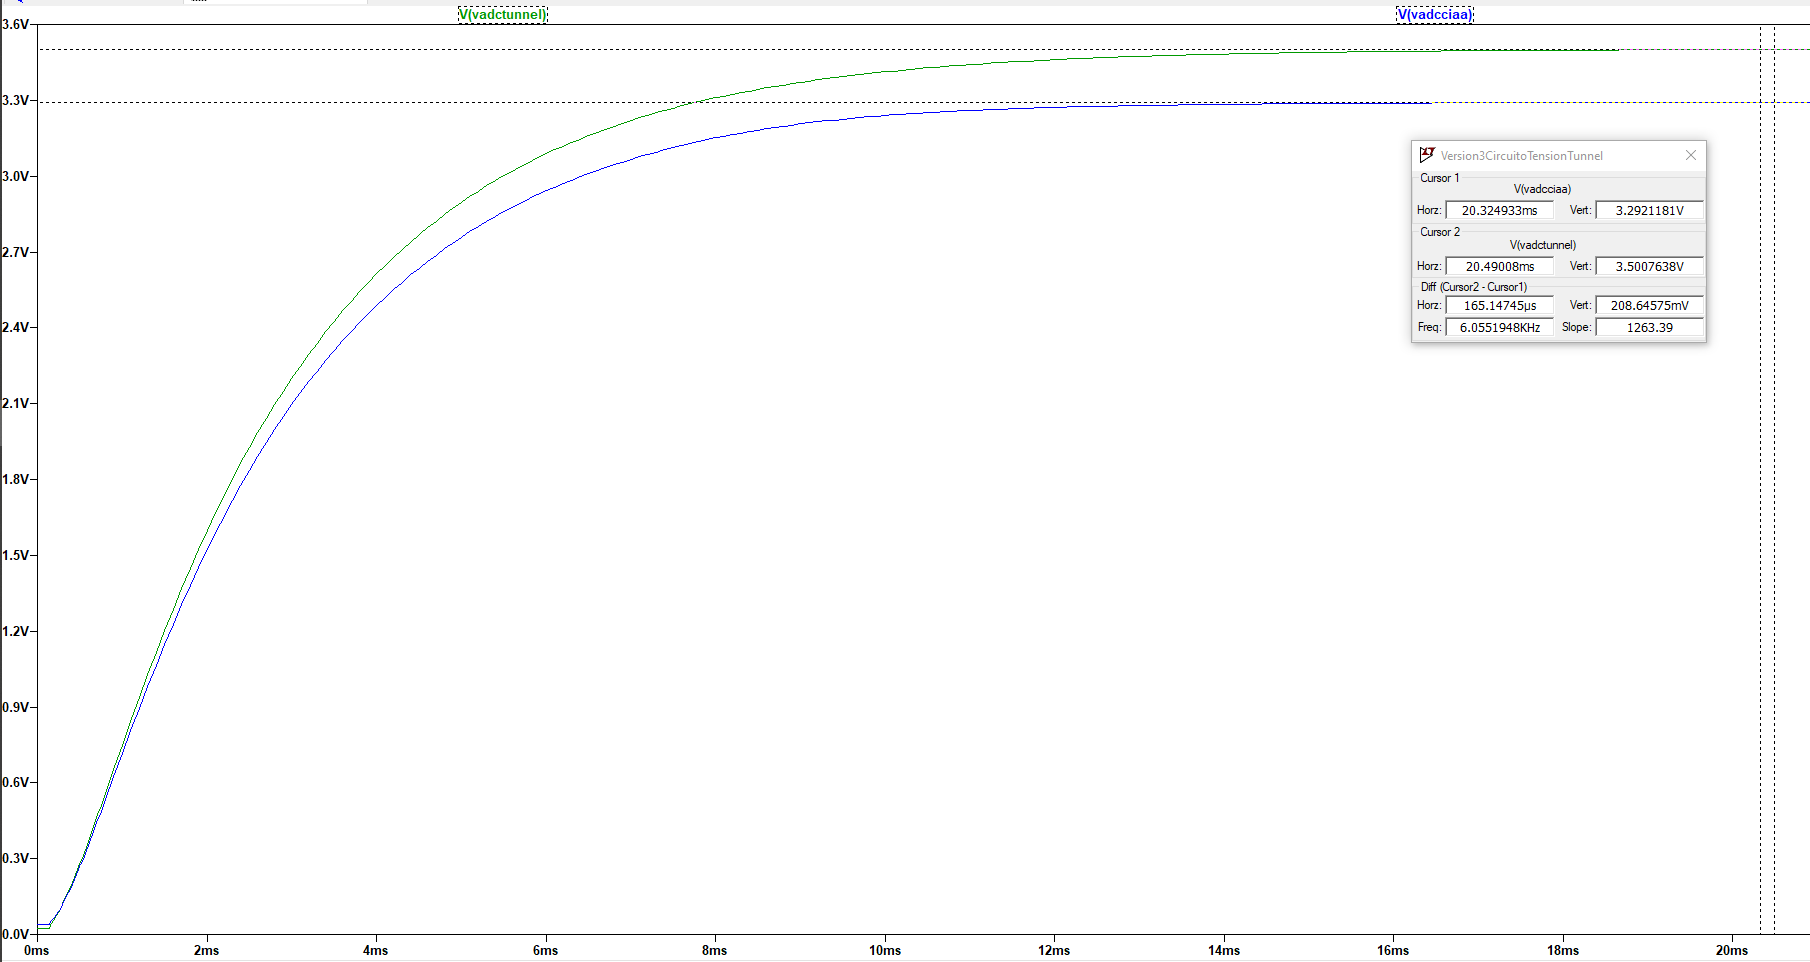 V(vadctunnel) V(vadcciaa)
3.6V
3.3V
3.0V
2.7V
2.4V
2.1V
1.8V
1.5V
1.2V
0.9V
0.6V
0.3V
0.0V
0ms 2ms 4ms 6ms 8ms 10ms 12ms 14ms 16ms 18ms 20ms
Version3CircuitoTensionTunnel
Cursor 1
V(vadcciaa)
Horz: 20.324933ms Vert: 3.2921181V
Cursor 2
V(vadctunnel)
Horz: 20.49008ms Vert: 3.5007638V
Diff (Cursor2 - Cursor1)
Horz: 165.14745µs Vert: 208.64575mV
Freq: 6.0551948KHz Slope: 1263.39